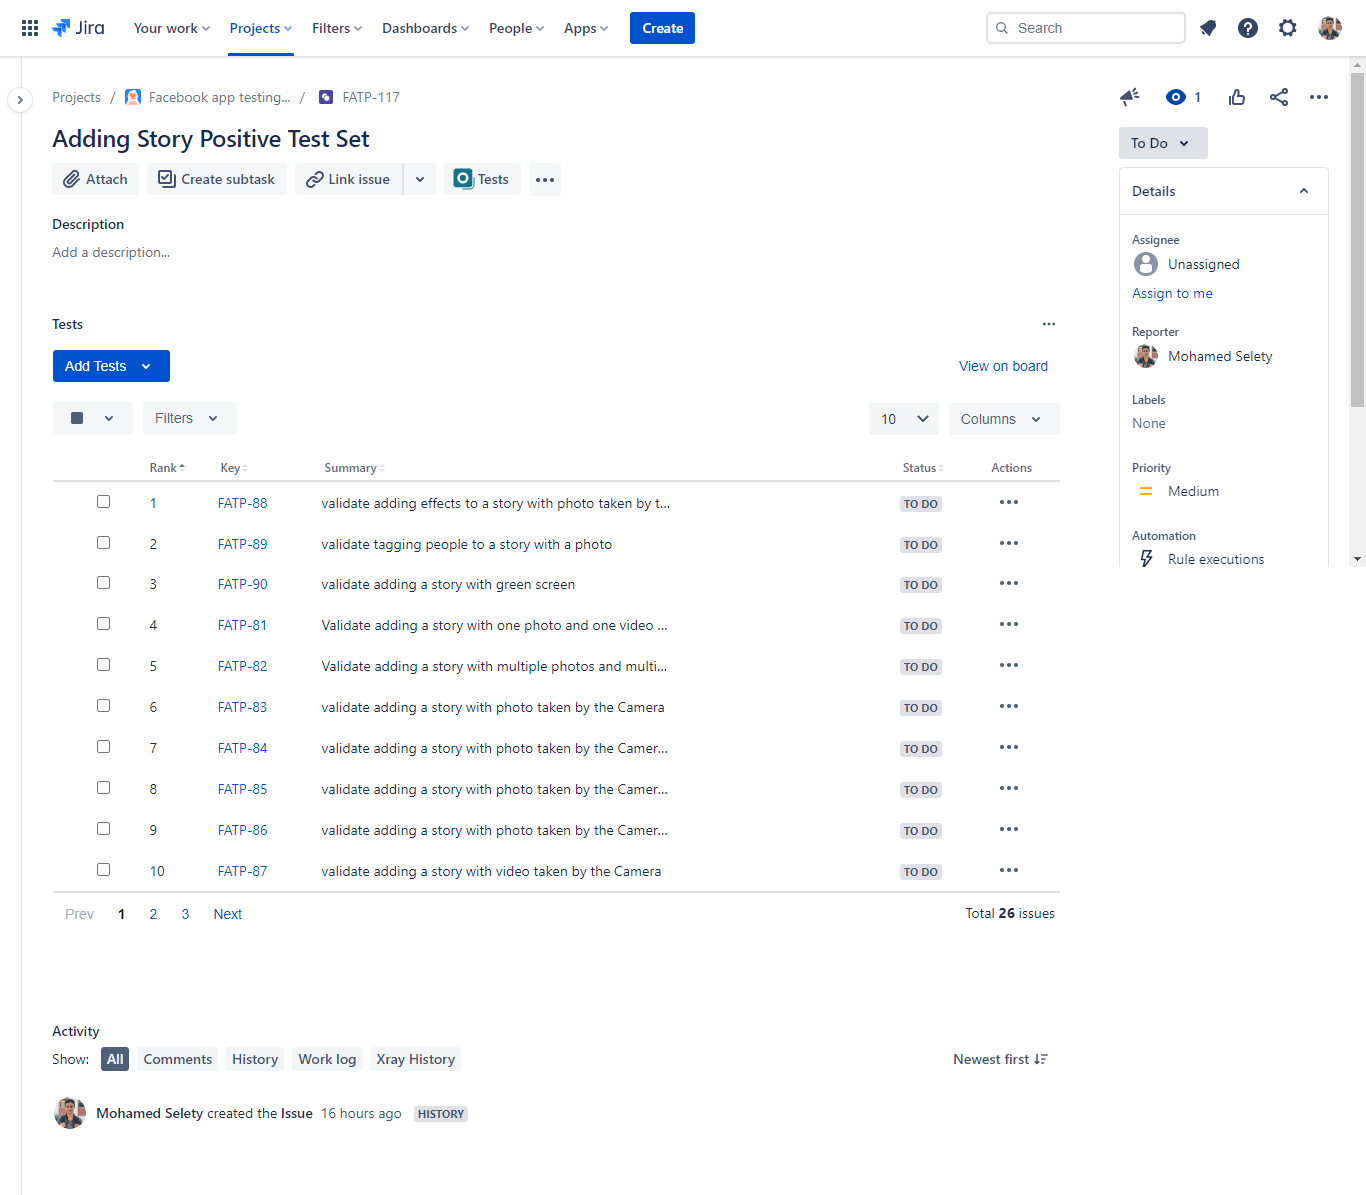 Jira Your work Projects Filters Dashboards People Apps Create Search
Projects / Facebook app testing... / FATP-117
1
Adding Story Positive Test Set
To Do
Attach Create subtask Link issue Tests
Details
Description
Add a description...
Assignee
Unassigned
Assign to me
Tests
Reporter
Mohamed Selety
Add Tests View on board
Labels
None
Filters 10 Columns
Rank Key Summary Status Actions
Priority
Medium
1 FATP-88 validate adding effects to a story with photo taken by t... TO DO
2 FATP-89 validate tagging people to a story with a photo TO DO
Automation
Rule executions
3 FATP-90 validate adding a story with green screen TO DO
4 FATP-81 Validate adding a story with one photo and one video ... TO DO
5 FATP-82 Validate adding a story with multiple photos and multi... TO DO
6 FATP-83 validate adding a story with photo taken by the Camera TO DO
7 FATP-84 validate adding a story with photo taken by the Camer... TO DO
8 FATP-85 validate adding a story with photo taken by the Camer... TO DO
9 FATP-86 validate adding a story with photo taken by the Camer... TO DO
10 FATP-87 validate adding a story with video taken by the Camera TO DO
Prev 1 2 3 Next Total 26 issues
Activity
Show: All Comments History Work log Xray History Newest first
Mohamed Selety created the Issue 16 hours ago HISTORY